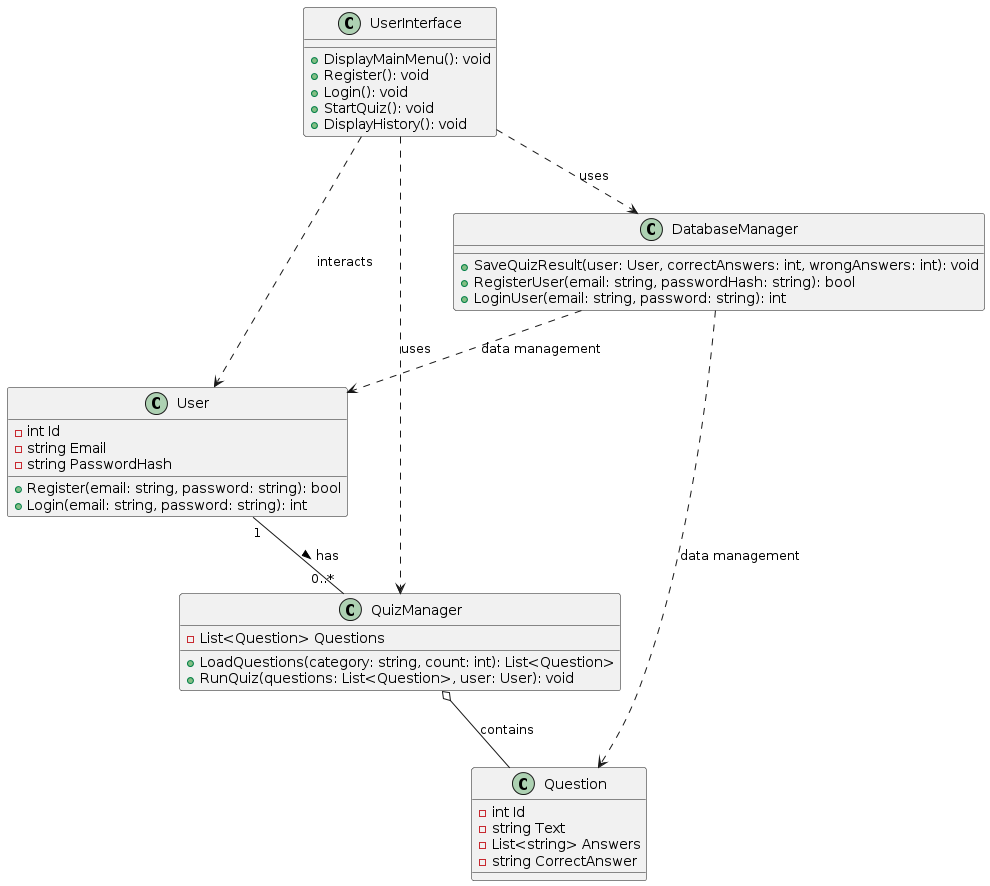 C UserInterface
DisplayMainMenu(): void
Register(): void
Login(): void
StartQuiz(): void
DisplayHistory(): void
uses
C DatabaseManager
SaveQuizResult(user: User, correctAnswers: int, wrongAnswers: int): void
RegisterUser(email: string, passwordHash: string): bool
LoginUser(email: string, password: string): int
interacts
uses
data management
C User
int Id
string Email
string PasswordHash
Register(email: string, password: string): bool
Login(email: string, password: string): int
1
has
0..*
data management
C QuizManager
List<Question> Questions
LoadQuestions(category: string, count: int): List<Question>
RunQuiz(questions: List<Question>, user: User): void
contains
C Question
int Id
string Text
List<string> Answers
string CorrectAnswer